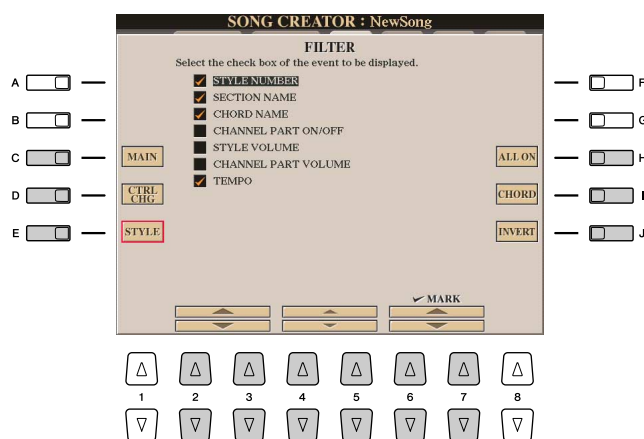 SONG CREATOR : NewSong
FILTER
Select the check box of the event to be displayed.
STYLE NUMBER
SECTION NAME
CHORD NAME
CHANNEL PART ON/OFF
STYLE VOLUME
CHANNEL PART VOLUME
TEMPO
A
B
C
D
E
MAIN
CTRL CHG
STYLE
ALL ON
CHORD
INVERT
F
G
H
I
J
MARK
1 2 3 4 5 6 7 8